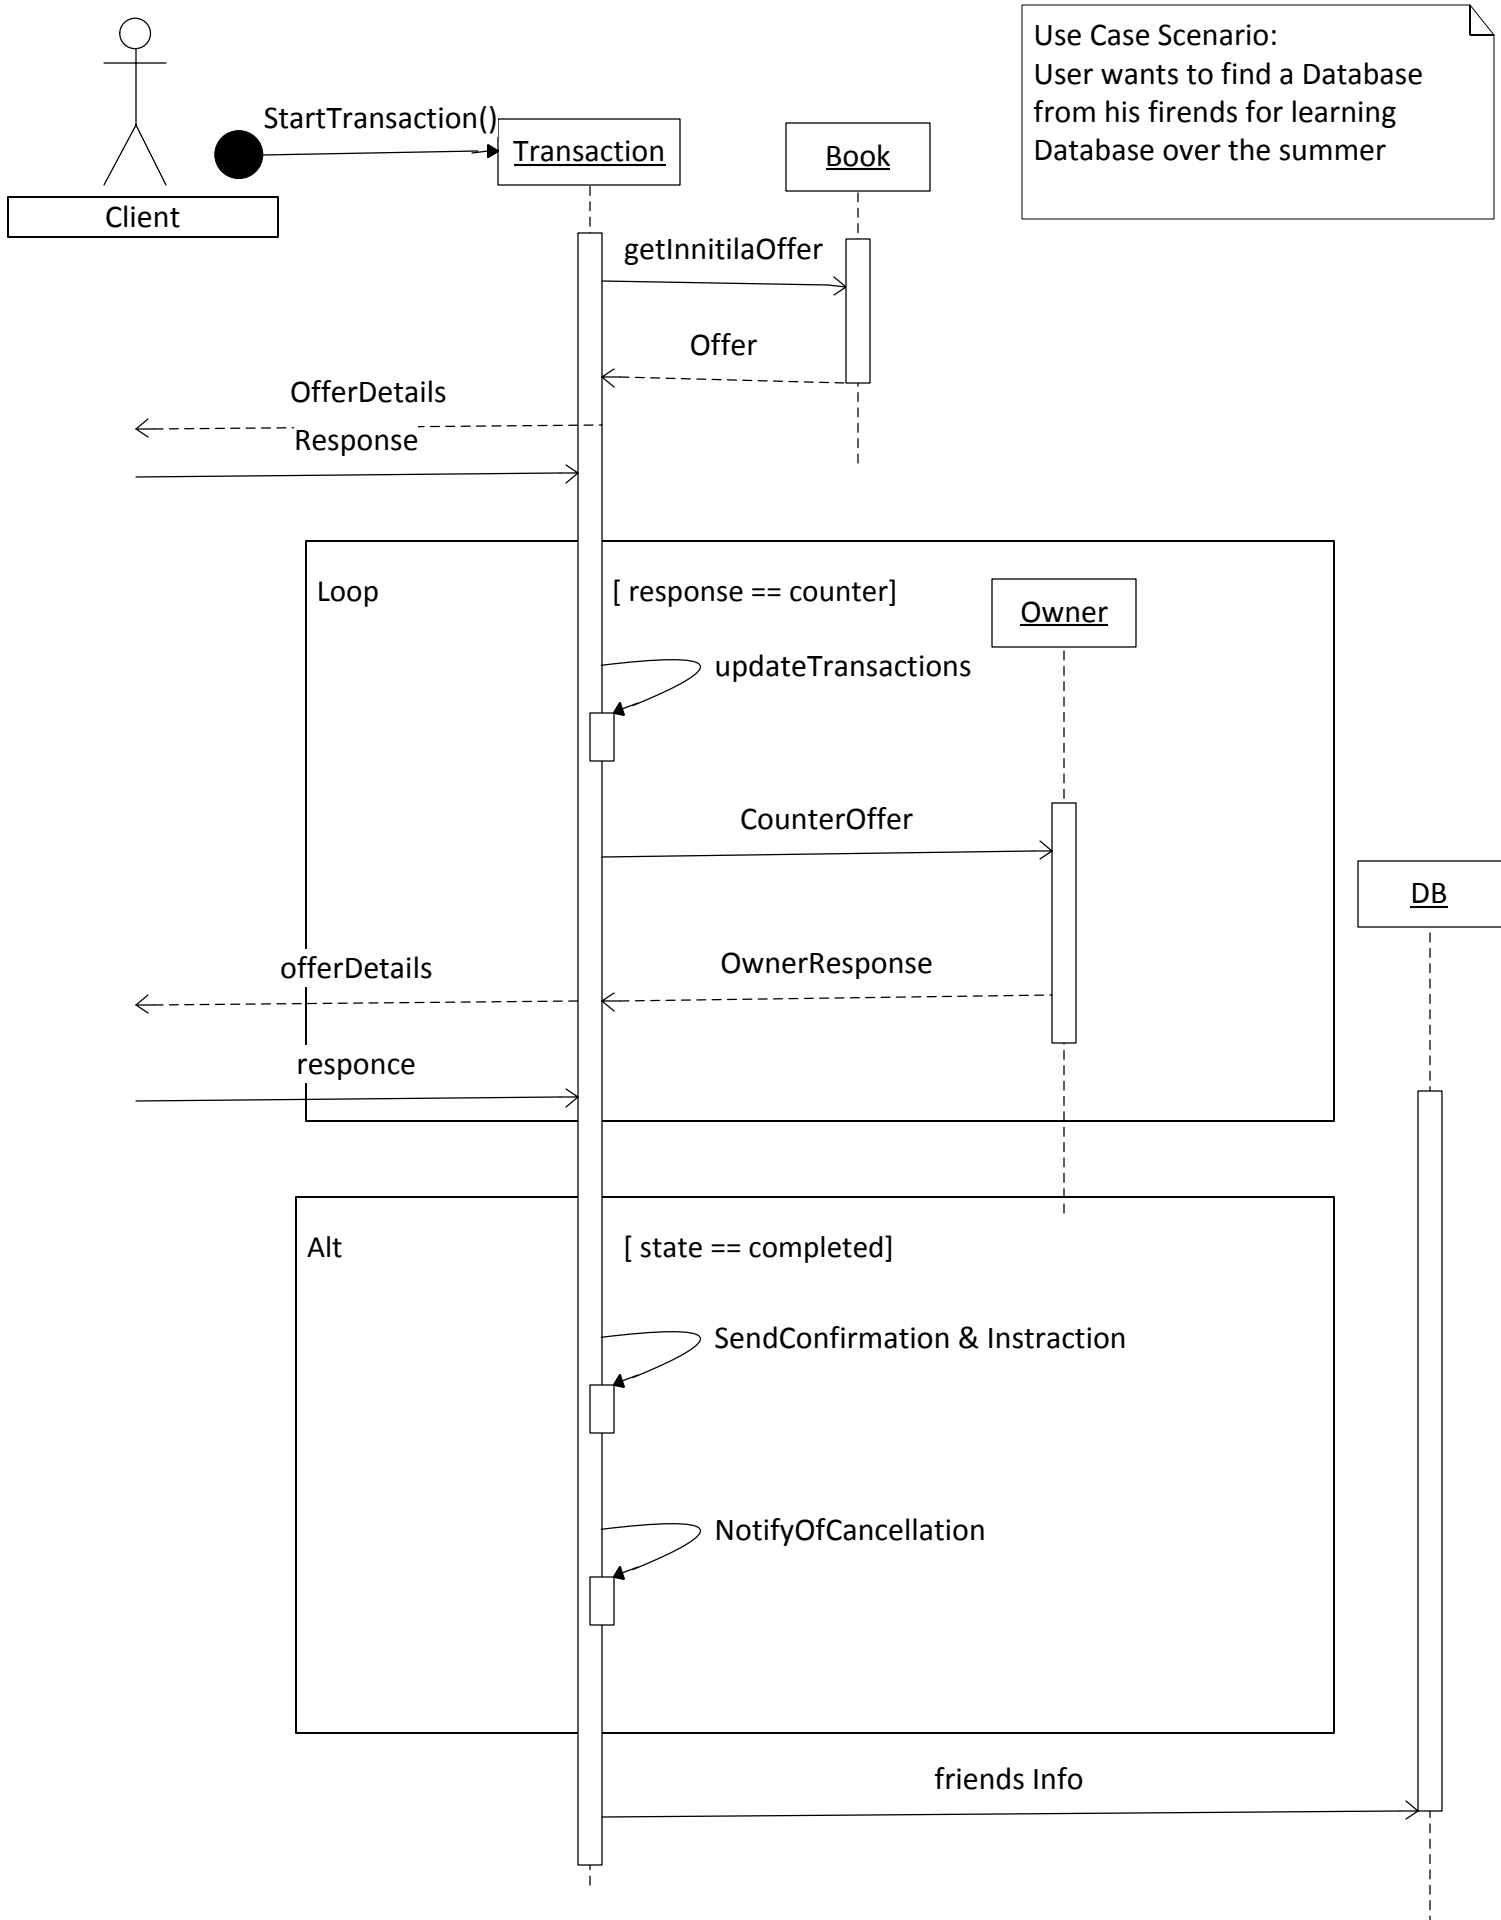 Use Case Scenario:
User wants to find a Database
from his firends for learning
Database over the summer
StartTransaction()
Transaction
Book
Client
getInnitilaOffer
Offer
OfferDetails
Response
Loop
[ response == counter]
Owner
updateTransactions
CounterOffer
DB
OwnerResponse
offerDetails
responce
Alt
[ state == completed]
SendConfirmation & Instraction
NotifyOfCancellation
friends Info